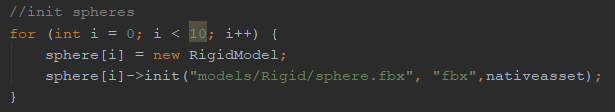 //init spheres
for (int i = 0; i < 10; i++) {
    sphere[i] = new RigidModel;
    sphere[i]->init("models/Rigid/sphere.fbx", "fbx",nativeasset);
}